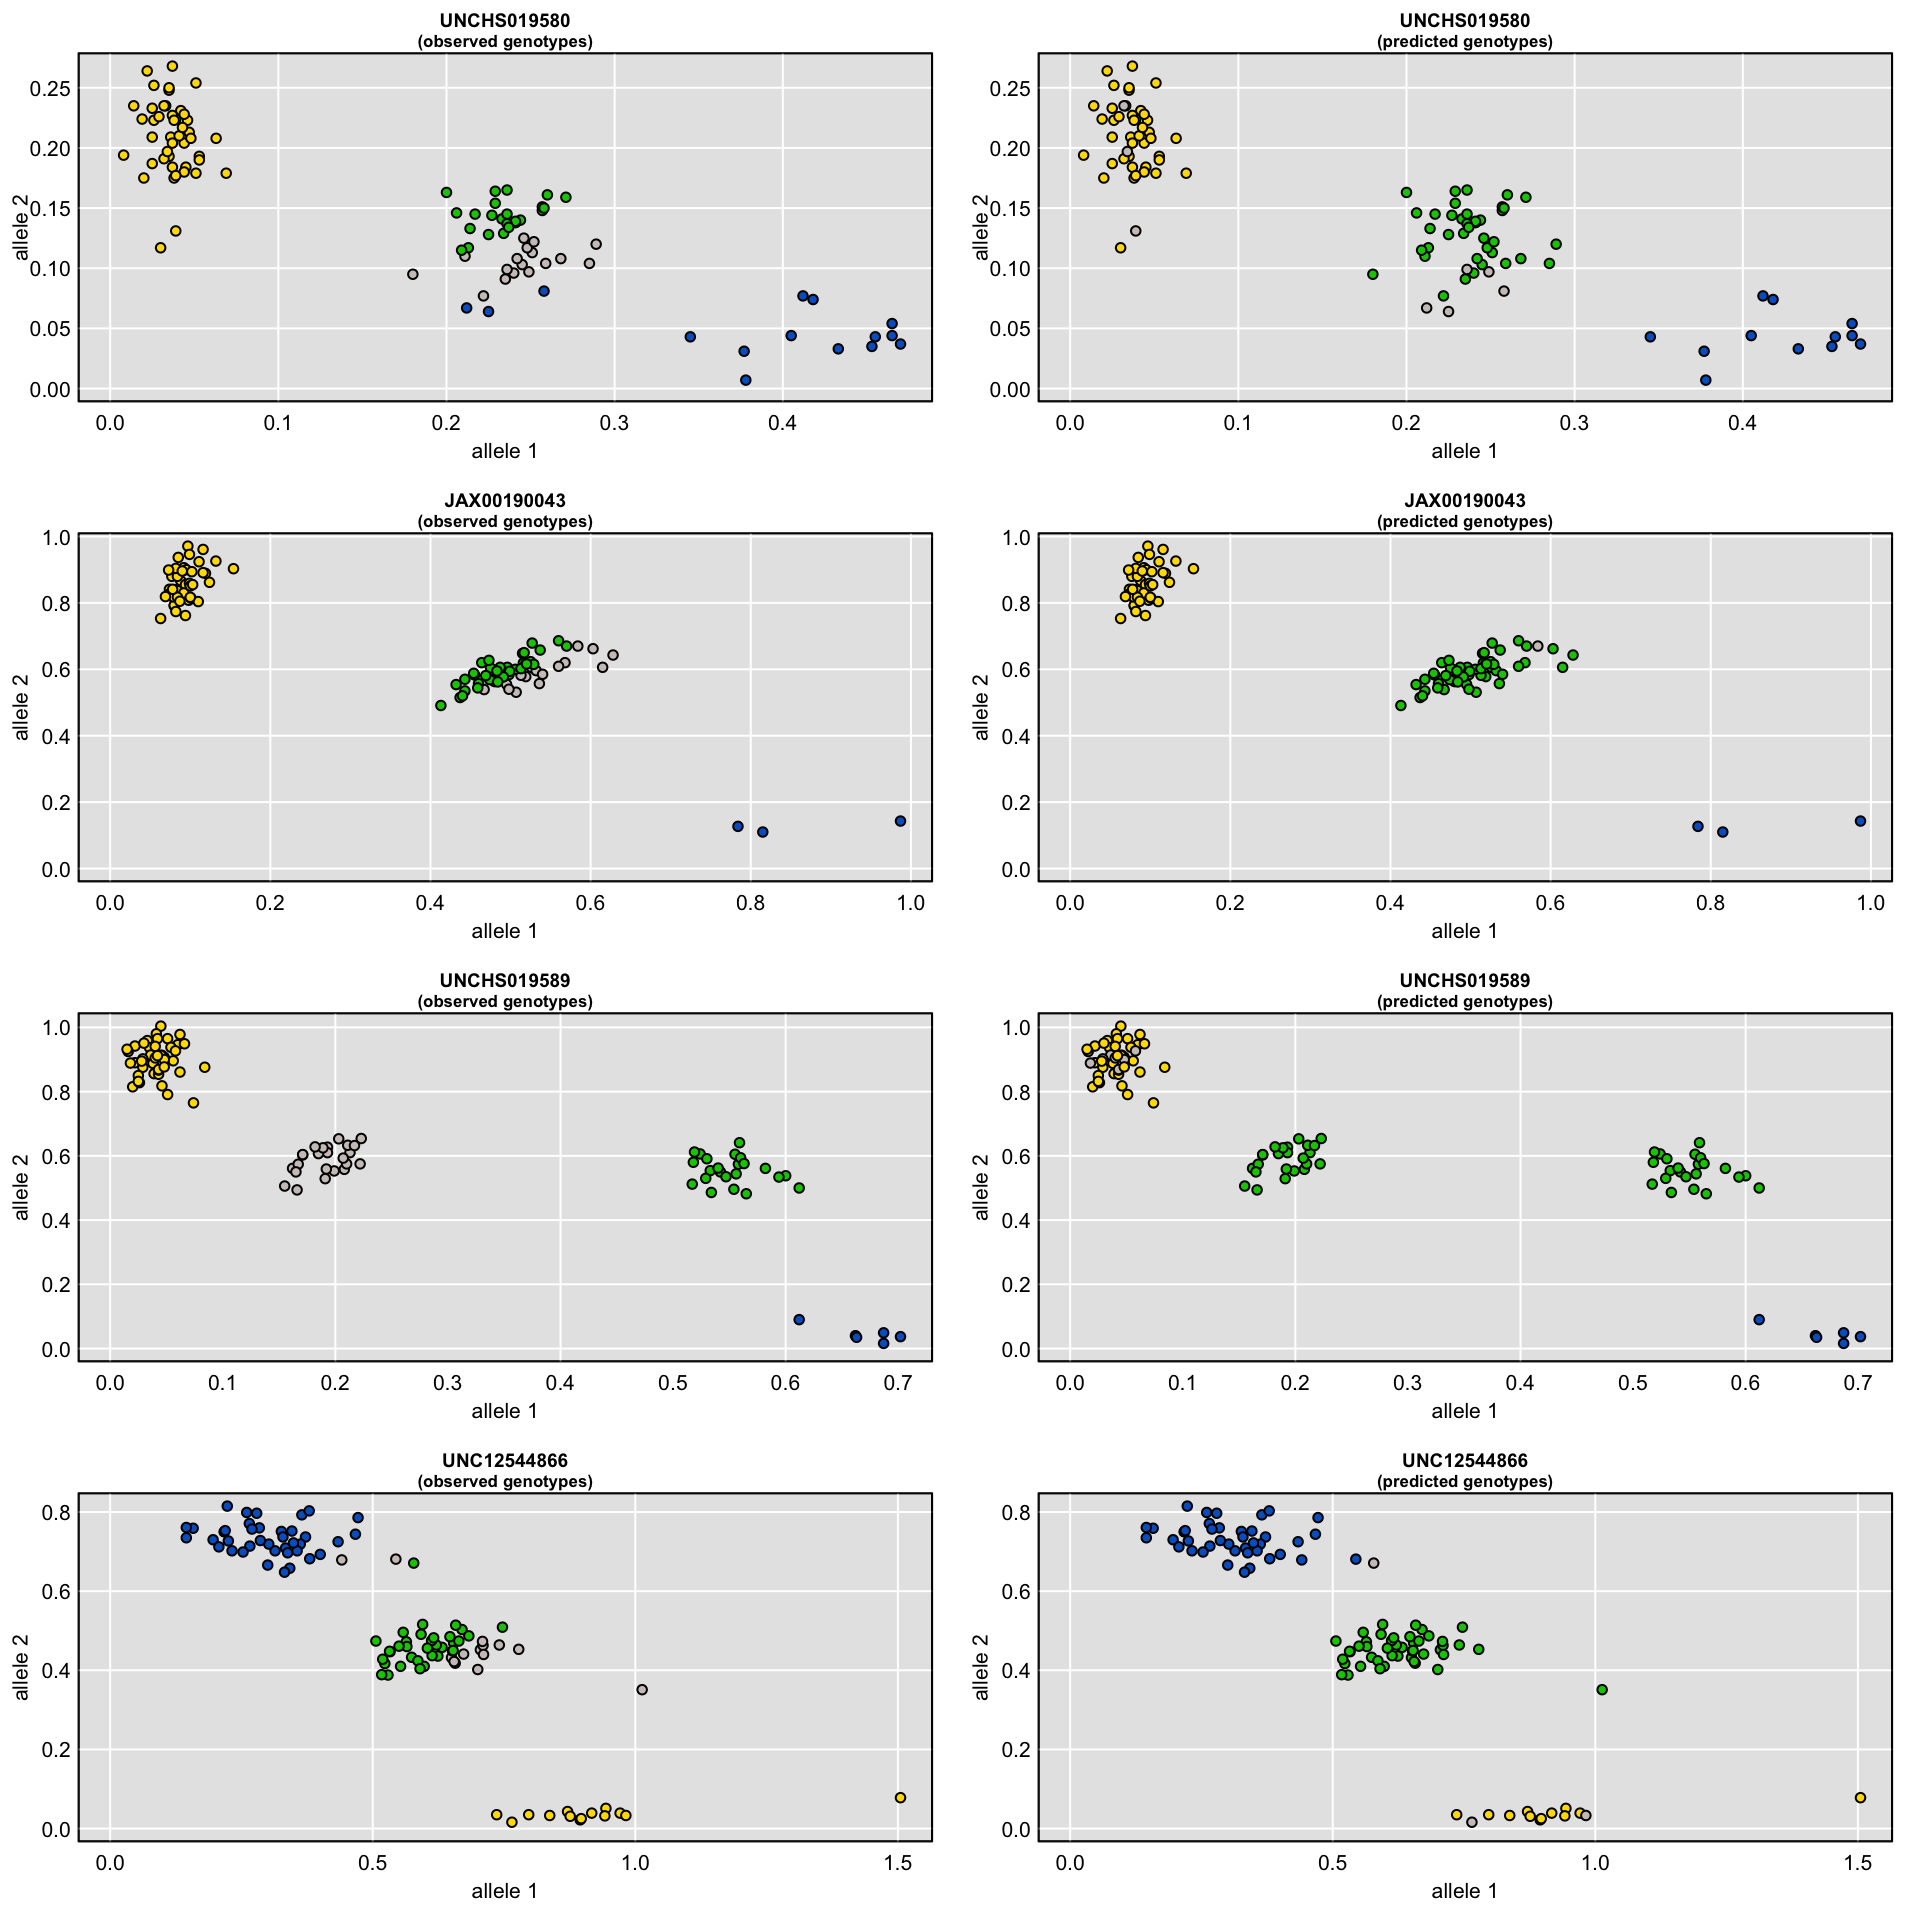 UNCHS019580
(observed genotypes)
allele 2
0.25
0.20
0.15
0.10
0.05
0.00
0.0 0.1 0.2 0.3 0.4
allele 1
UNCHS019580
(predicted genotypes)
allele 2
0.25
0.20
0.15
0.10
0.05
0.00
0.0 0.1 0.2 0.3 0.4
allele 1
JAX00190043
(observed genotypes)
allele 2
1.0
0.8
0.6
0.4
0.2
0.0
0.0 0.2 0.4 0.6 0.8 1.0
allele 1
JAX00190043
(predicted genotypes)
allele 2
1.0
0.8
0.6
0.4
0.2
0.0
0.0 0.2 0.4 0.6 0.8 1.0
allele 1
UNCHS019589
(observed genotypes)
allele 2
1.0
0.8
0.6
0.4
0.2
0.0
0.0 0.1 0.2 0.3 0.4 0.5 0.6 0.7
allele 1
UNCHS019589
(predicted genotypes)
allele 2
1.0
0.8
0.6
0.4
0.2
0.0
0.0 0.1 0.2 0.3 0.4 0.5 0.6 0.7
allele 1
UNC12544866
(observed genotypes)
allele 2
0.8
0.6
0.4
0.2
0.0
0.0 0.5 1.0 1.5
allele 1
UNC12544866
(predicted genotypes)
allele 2
0.8
0.6
0.4
0.2
0.0
0.0 0.5 1.0 1.5
allele 1